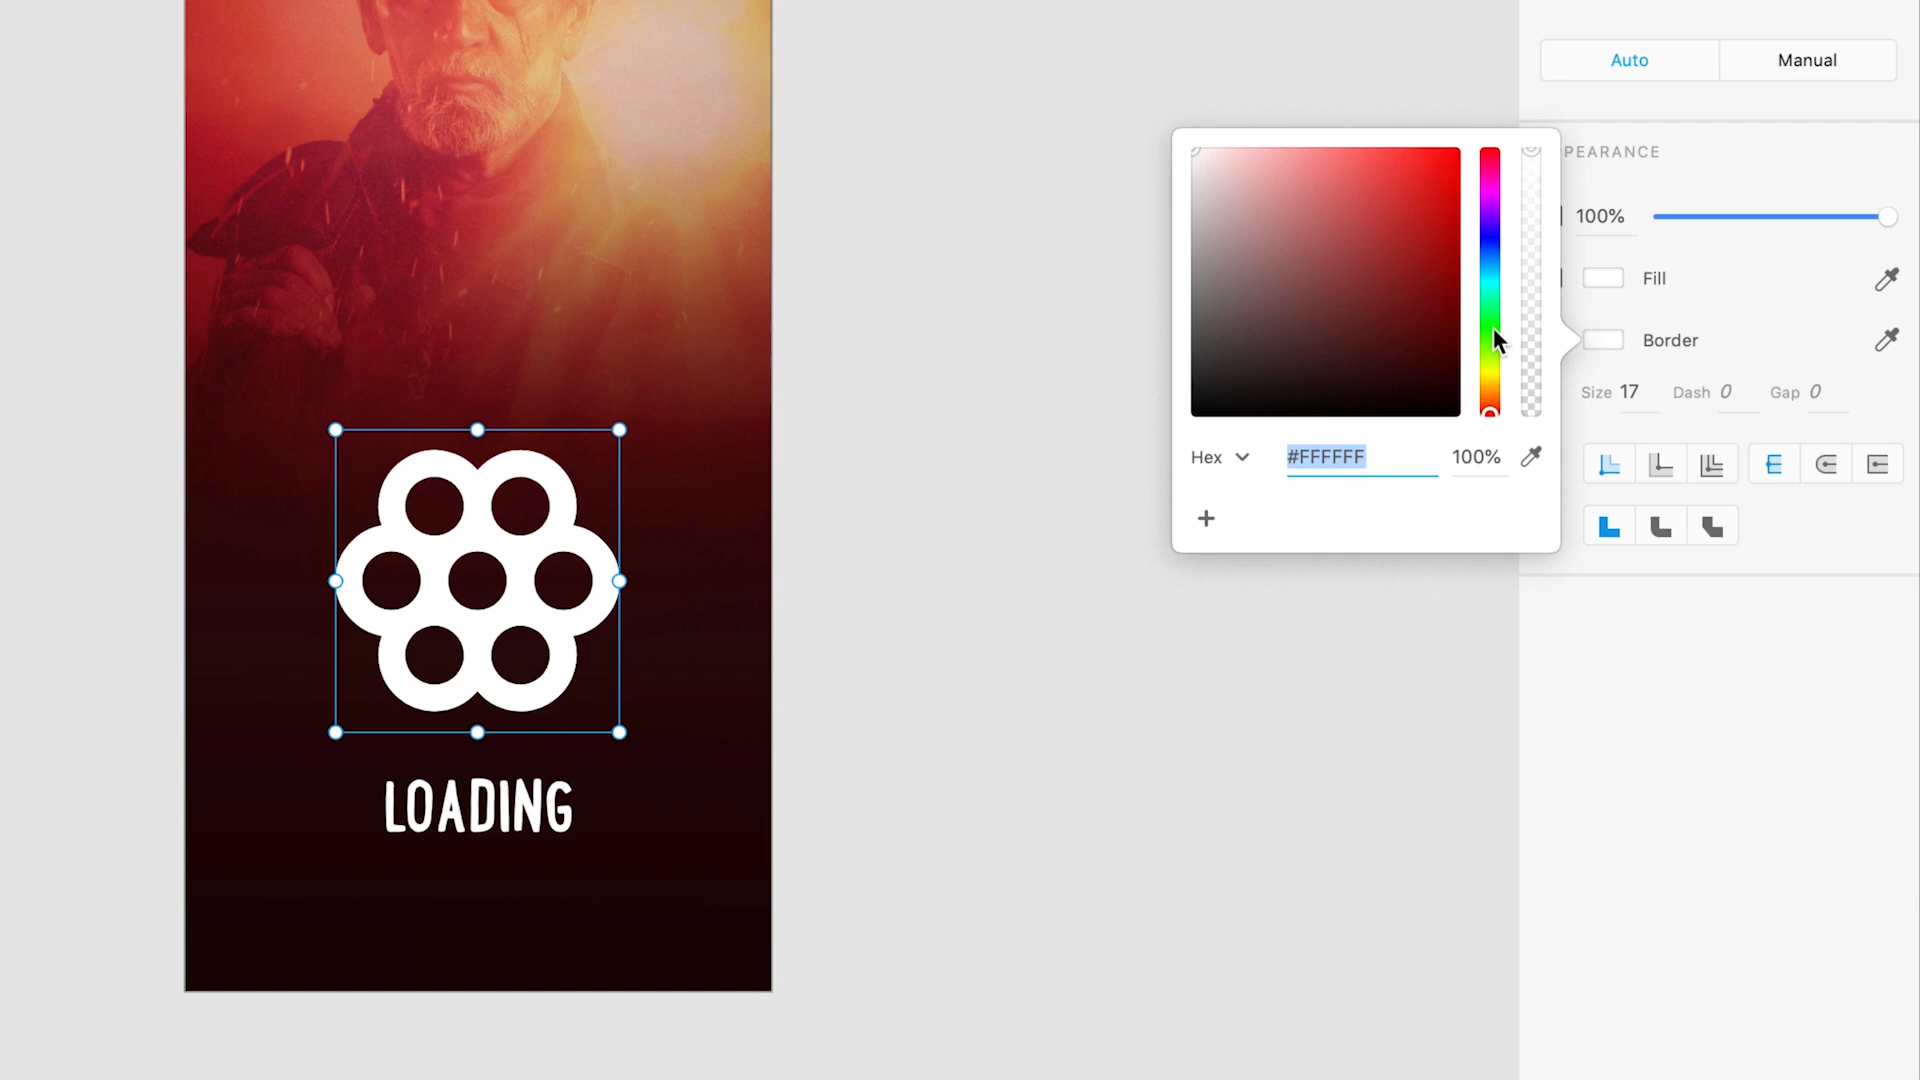 Auto Manual
PEARANCE
100%
Fill
Border
Size 17 Dash 0 Gap 0
Hex #FFFFFF 100%
LOADING